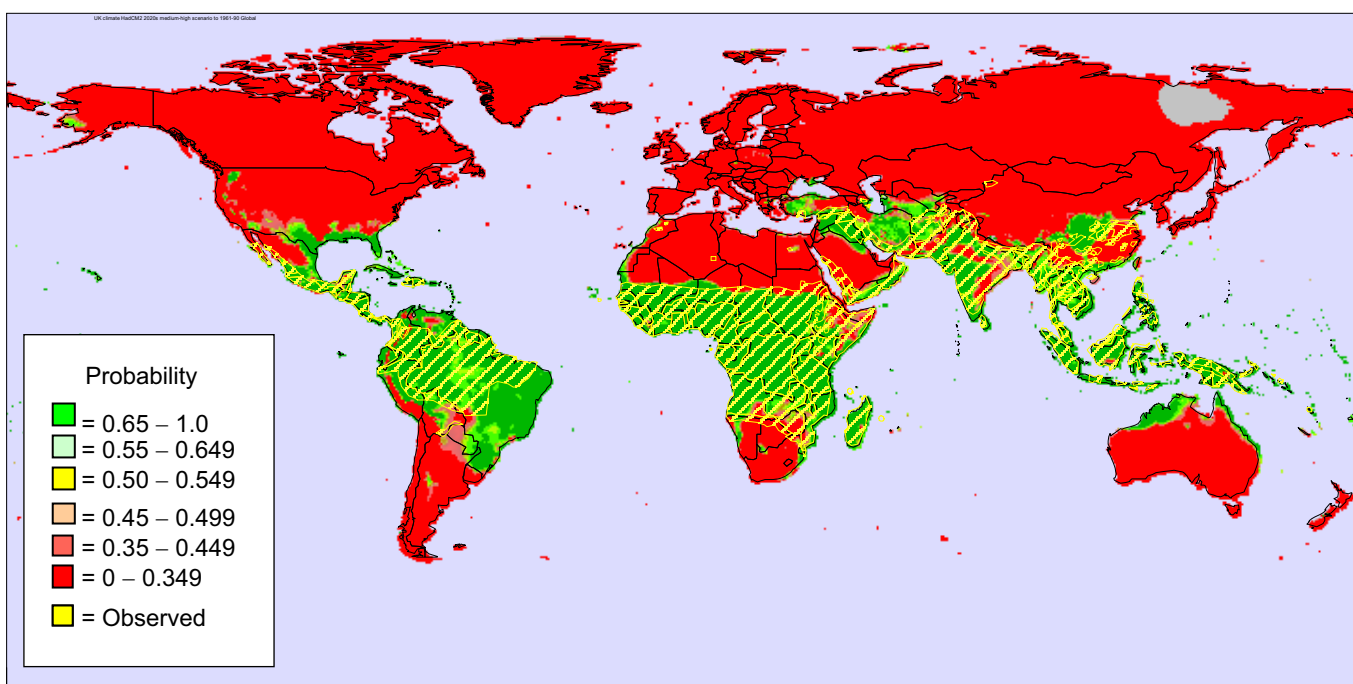 UK climate HadCM2 2020s medium-high scenario to 1961-90 Global
Probability
= 0.65 – 1.0
= 0.55 – 0.649
= 0.50 – 0.549
= 0.45 – 0.499
= 0.35 – 0.449
= 0 – 0.349
= Observed